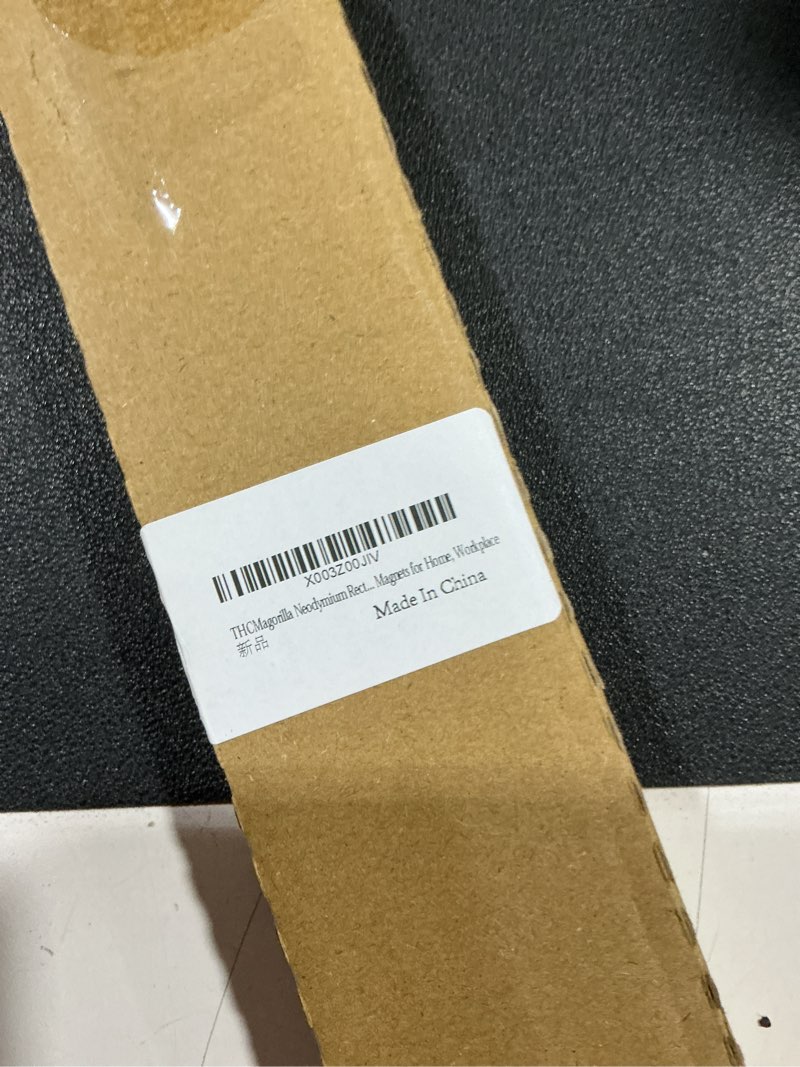 X003Z00JIV
THCMagorilla Neodymium Rect... Magnets for Home, Workplace
新品
Made In China